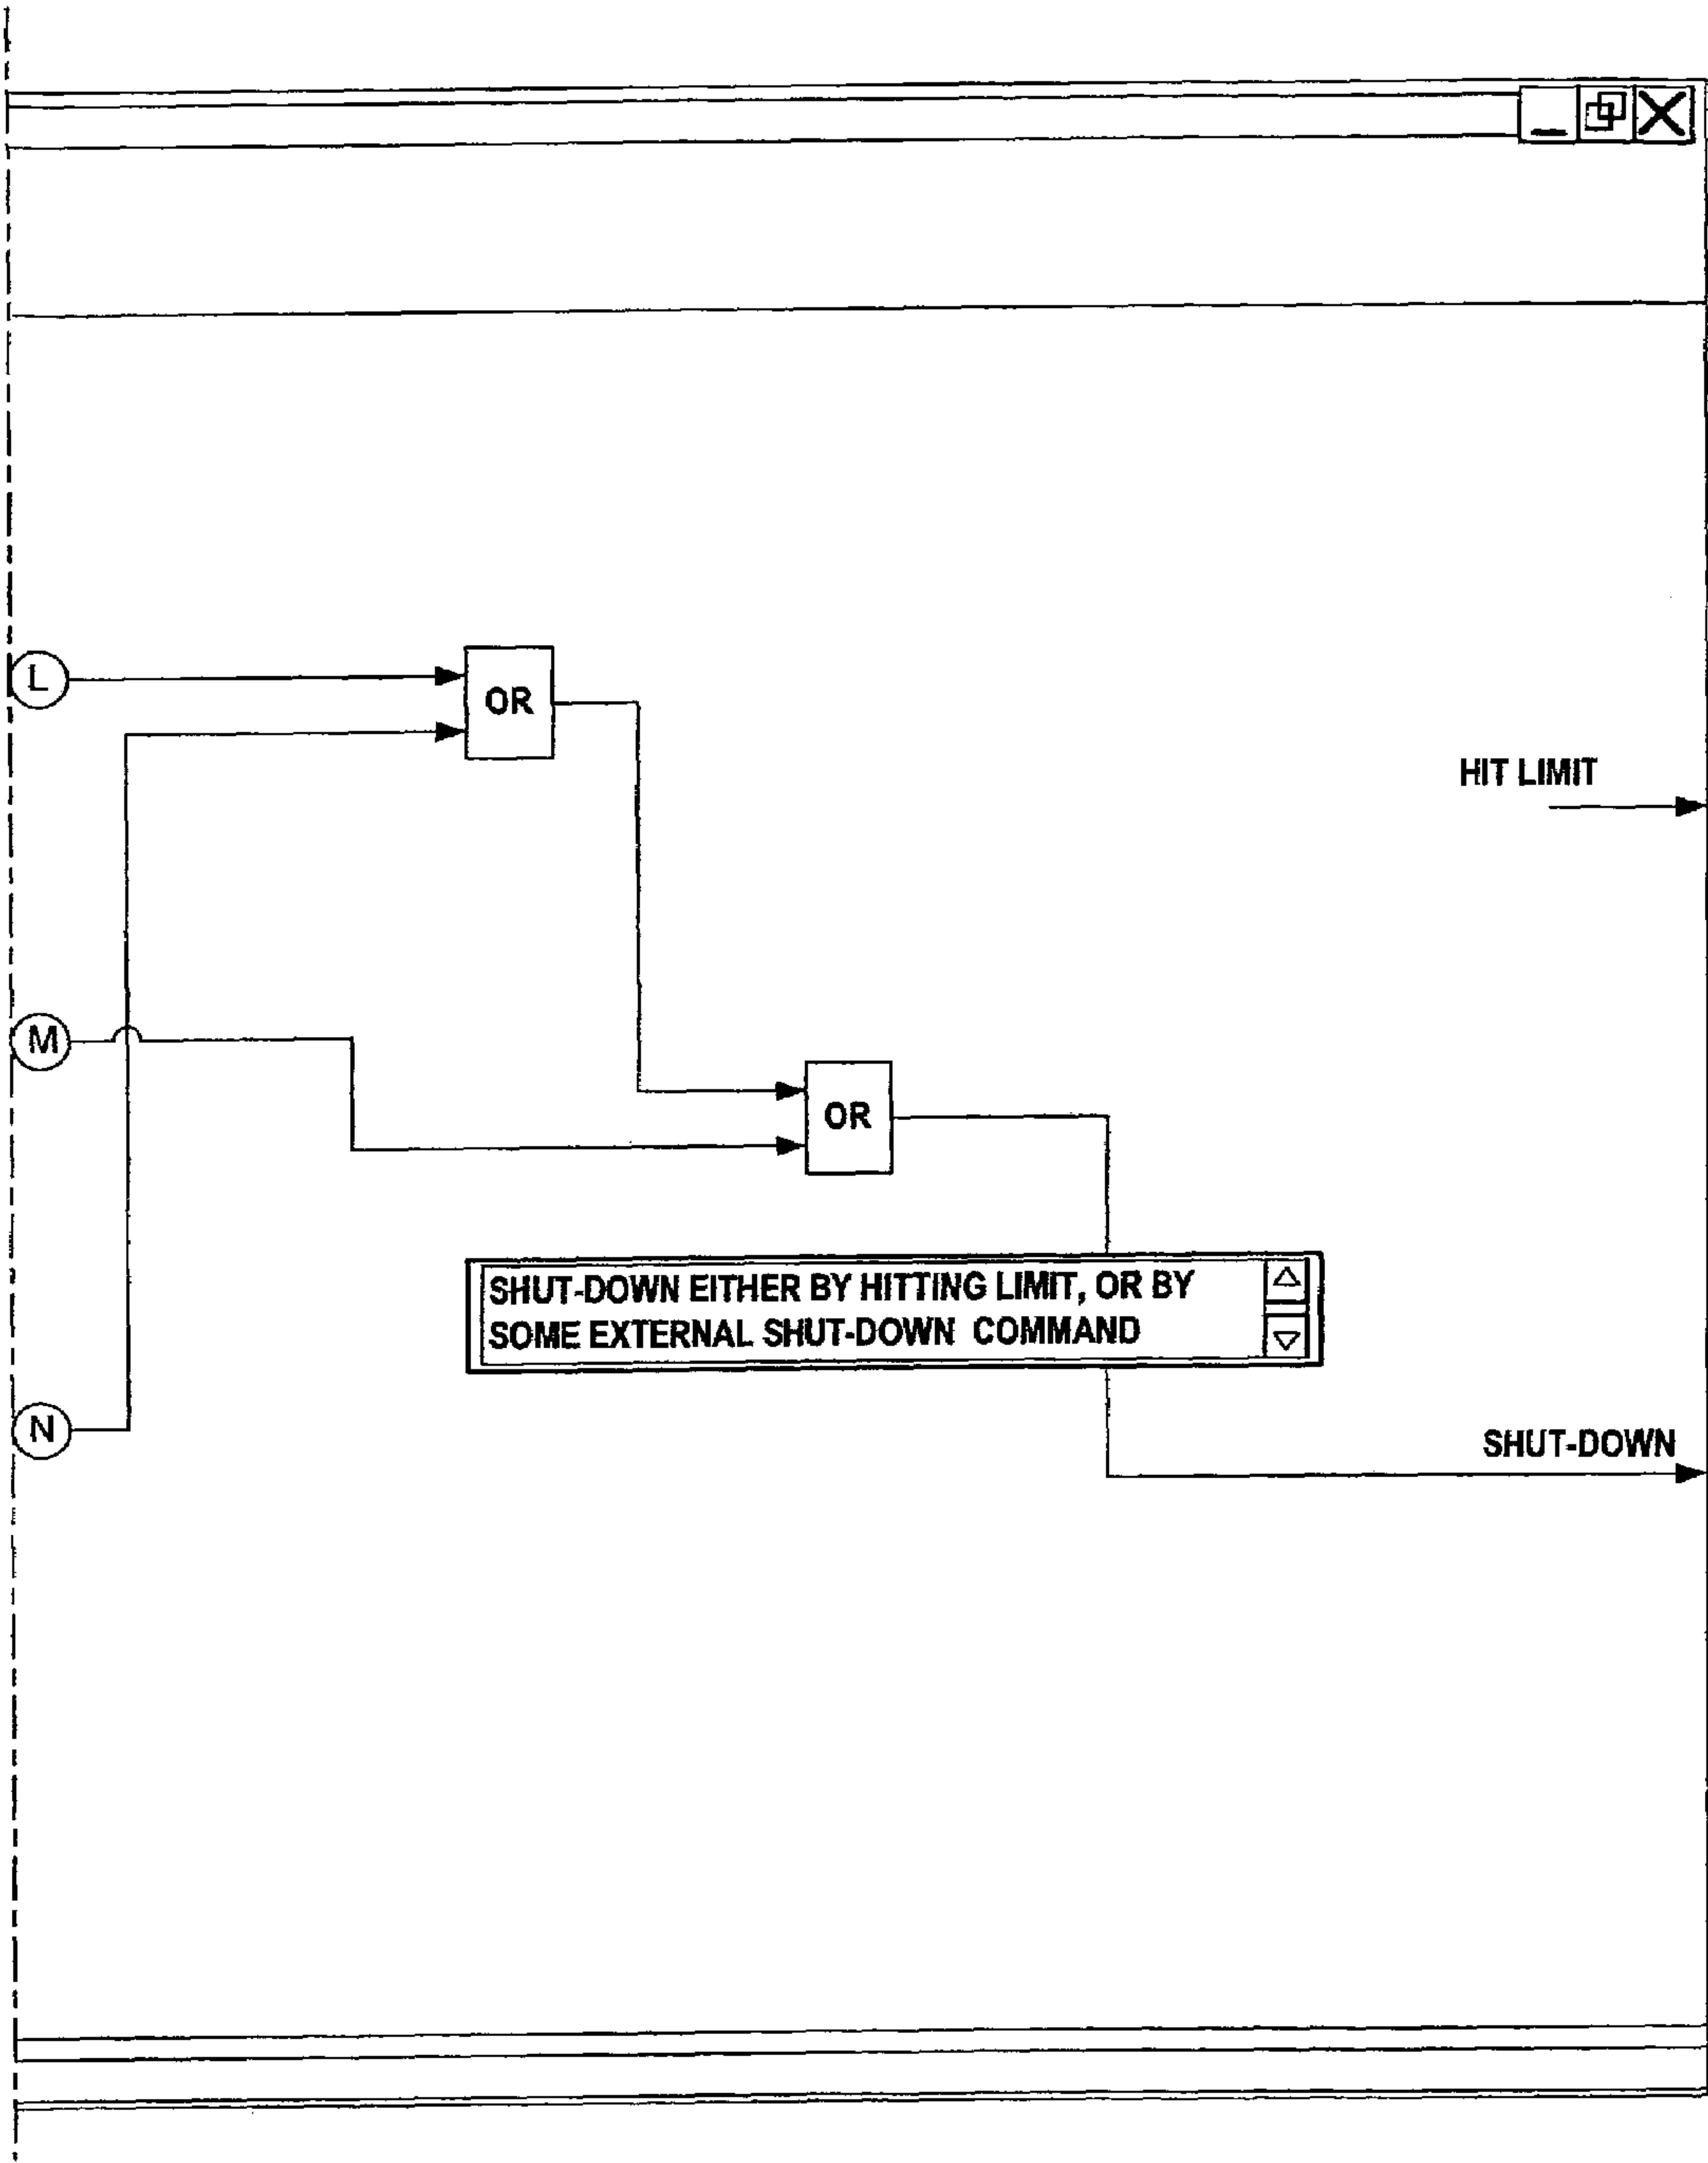 L
OR
HIT LIMIT
M
OR
SHUT-DOWN EITHER BY HITTING LIMIT, OR BY
SOME EXTERNAL SHUT-DOWN COMMAND
N
SHUT-DOWN